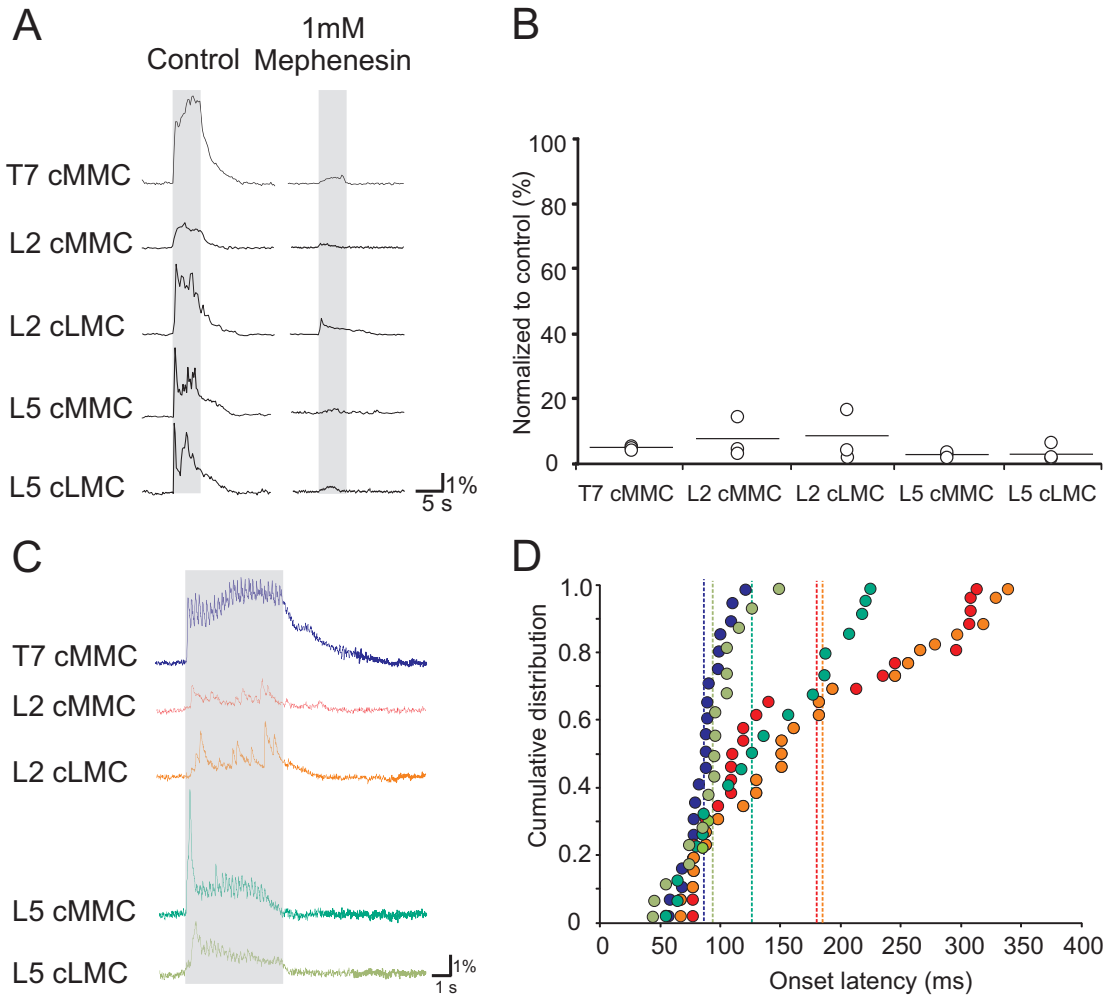 A
Control
1mM
Mephenesin
T7 cMMC
L2 cMMC
L2 cLMC
L5 cMMC
L5 cLMC
1%
5 s
B
Normalized to control (%)
100
80
60
40
20
0
T7 cMMC
L2 cMMC
L2 cLMC
L5 cMMC
L5 cLMC
C
T7 cMMC
L2 cMMC
L2 cLMC
L5 cMMC
L5 cLMC
1%
1 s
D
Cumulative distribution
1.0
0.8
0.6
0.4
0.2
0
0
50
100
150
200
250
300
350
400
Onset latency (ms)